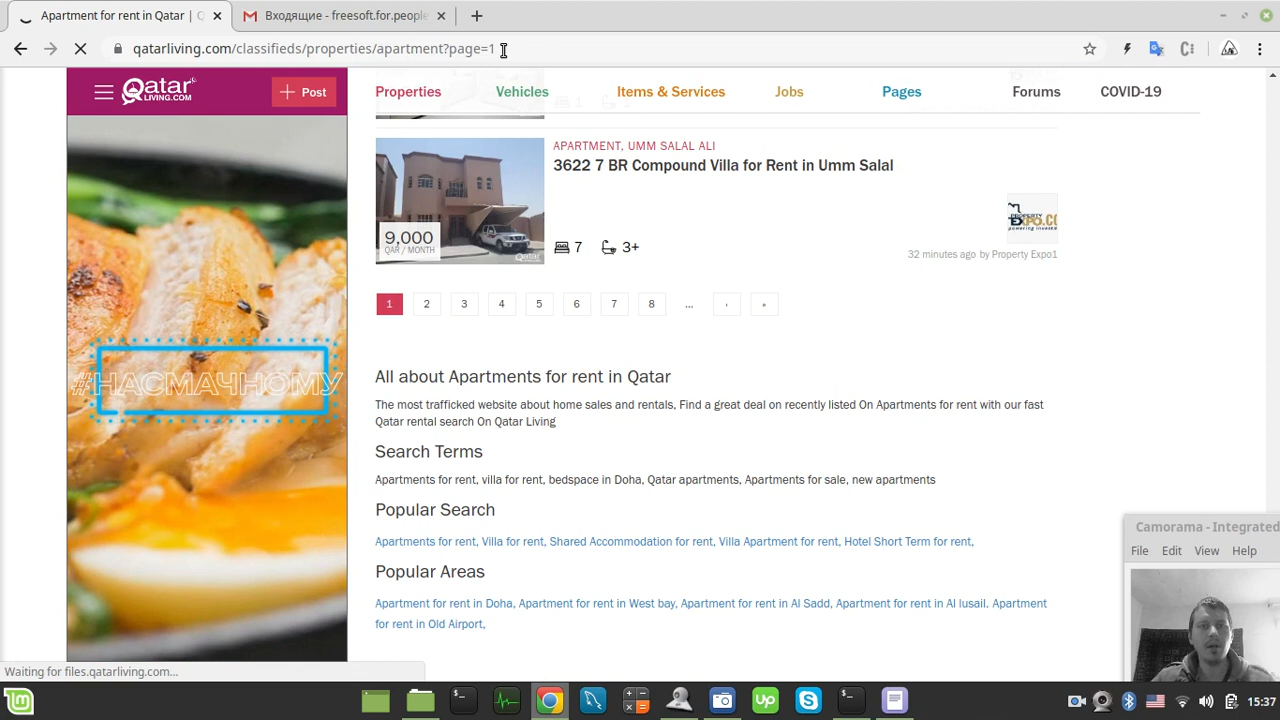 Apartment for rent in Qatar | Q
Входящие - freesoft.for.people
qatarliving.com/classifieds/properties/apartment?page=1
Qatar
LIVING.COM
Post
Properties
Vehicles
Items & Services
Jobs
Pages
Forums
COVID-19
APARTMENT, UMM SALAL ALI
3622 7 BR Compound Villa for Rent in Umm Salal
9,000
QAR / MONTH
Qatar
7
3+
32 minutes ago by Property Expo1
1
2
3
4
5
6
7
8
...
›
»
#НАСМАЧНОМУ
All about Apartments for rent in Qatar
The most trafficked website about home sales and rentals, Find a great deal on recently listed On Apartments for rent with our fast
Qatar rental search On Qatar Living
Search Terms
Apartments for rent, villa for rent, bedspace in Doha, Qatar apartments, Apartments for sale, new apartments
Popular Search
Apartments for rent, Villa for rent, Shared Accommodation for rent, Villa Apartment for rent, Hotel Short Term for rent,
Popular Areas
Apartment for rent in Doha, Apartment for rent in West bay, Apartment for rent in Al Sadd, Apartment for rent in Al lusail. Apartment
for rent in Old Airport,
Camorama - Integrated
File Edit View Help
Waiting for files.qatarliving.com...
15:37